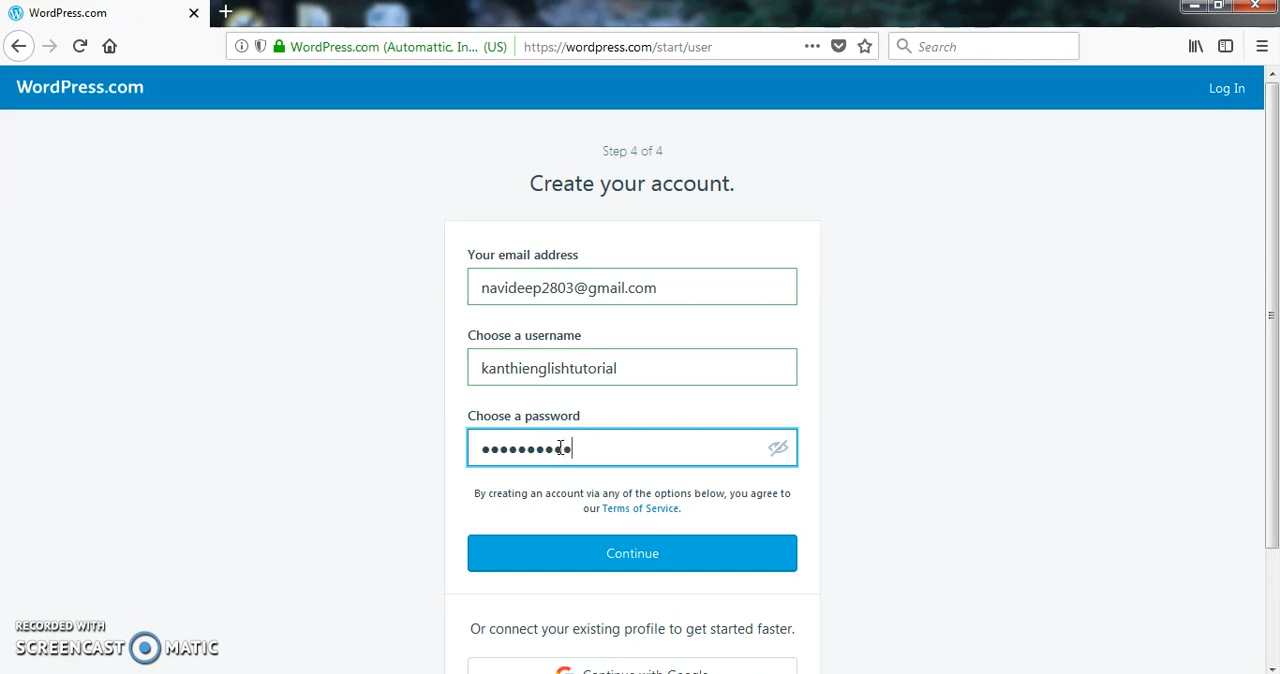 WordPress.com
WordPress.com (Automattic, In... (US)
https://wordpress.com/start/user
Search
WordPress.com
Log In
Step 4 of 4
Create your account.
Your email address
navideep2803@gmail.com
Choose a username
kanthienglishtutorial
Choose a password
By creating an account via any of the options below, you agree to
our Terms of Service.
Continue
Or connect your existing profile to get started faster.
Continue with Google
RECORDED WITH
SCREENCAST MATIC